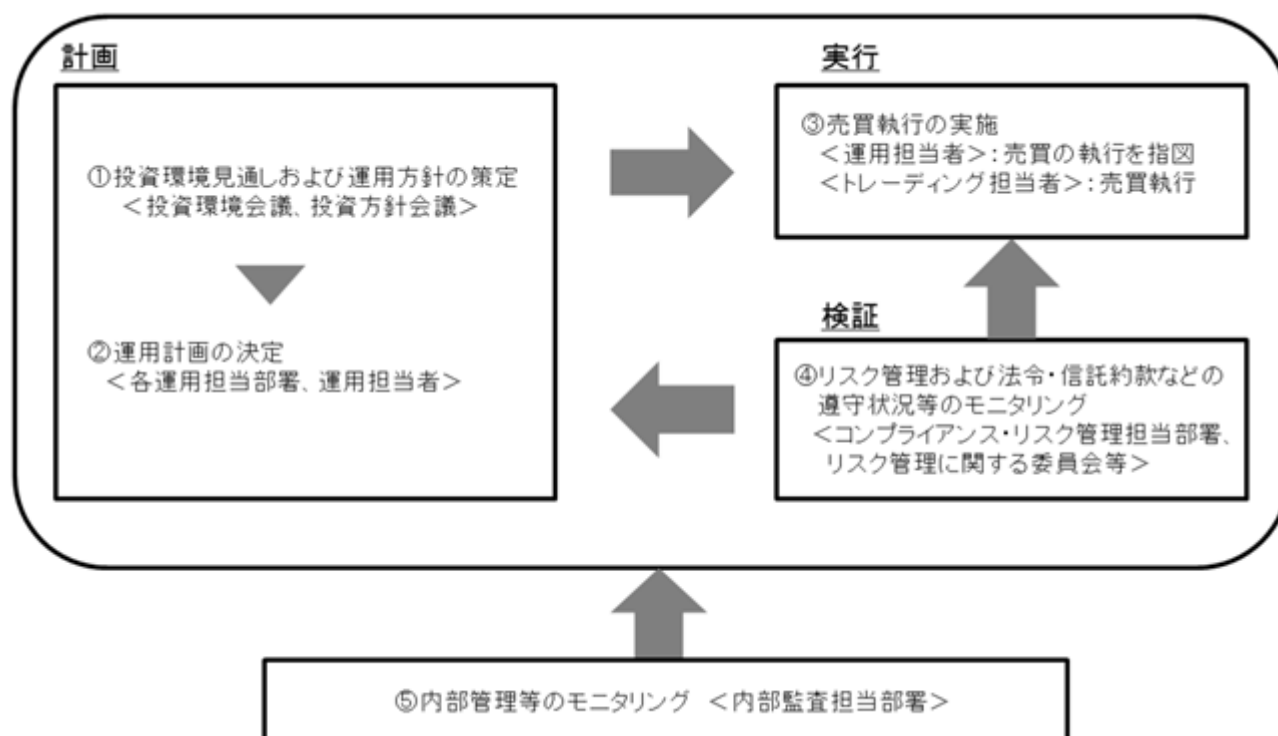 計画
①投資環境見通しおよび運用方針の策定
＜投資環境会議、投資方針会議＞
②運用計画の決定
＜各運用担当部署、運用担当者＞
実行
③売買執行の実施
＜運用担当者＞：売買の執行を指図
＜トレーディング担当者＞：売買執行
検証
④リスク管理および法令・信託約款などの
遵守状況等のモニタリング
＜コンプライアンス・リスク管理担当部署、
リスク管理に関する委員会等＞
⑤内部管理等のモニタリング ＜内部監査担当部署＞